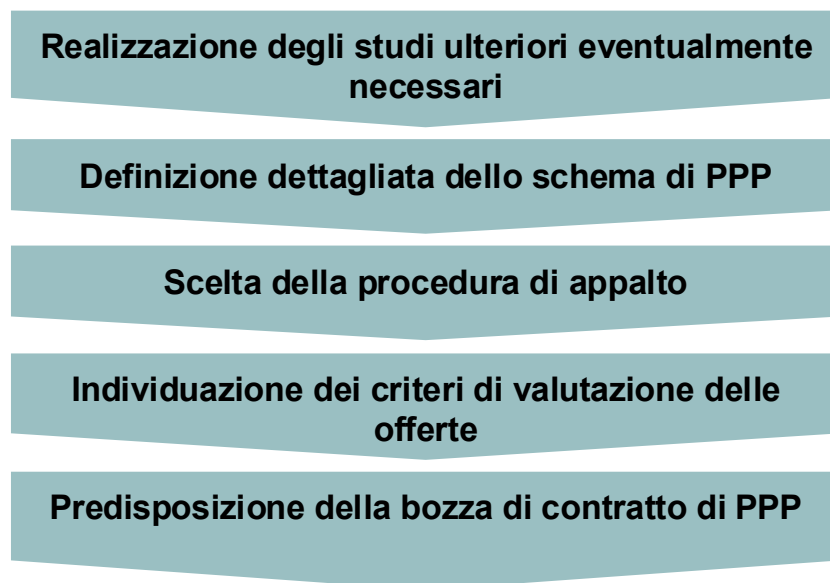 Realizzazione degli studi ulteriori eventualmente
necessari
Definizione dettagliata dello schema di PPP
Scelta della procedura di appalto
Individuazione dei criteri di valutazione delle
offerte
Predisposizione della bozza di contratto di PPP